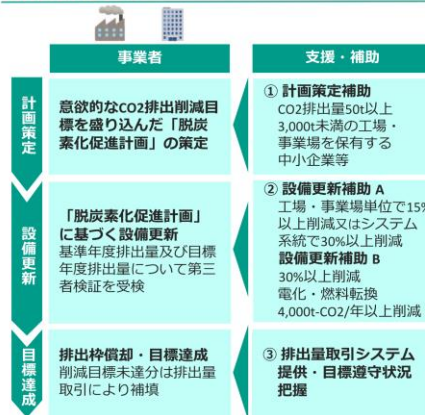 事業者
支援・補助
計画策定
意欲的なCO2排出削減目
標を盛り込んだ「脱炭
素化促進計画」の策定
① 計画策定補助
CO2排出量50t以上
3,000t未満の工場・
事業場を保有する
中小企業等
設備更新
「脱炭素化促進計画」
に基づく設備更新
基準年度排出量及び目標
年度排出量について第三
者検証を受検
② 設備更新補助 A
工場・事業場単位で15%
以上削減又はシステム
系統で30%以上削減
設備更新補助 B
30%以上削減
電化・燃料転換
4,000t-CO2/年以上削減
目標達成
排出枠償却・目標達成
削減目標未達分は排出量
取引により補填
③ 排出量取引システム
提供・目標遵守状況
把握